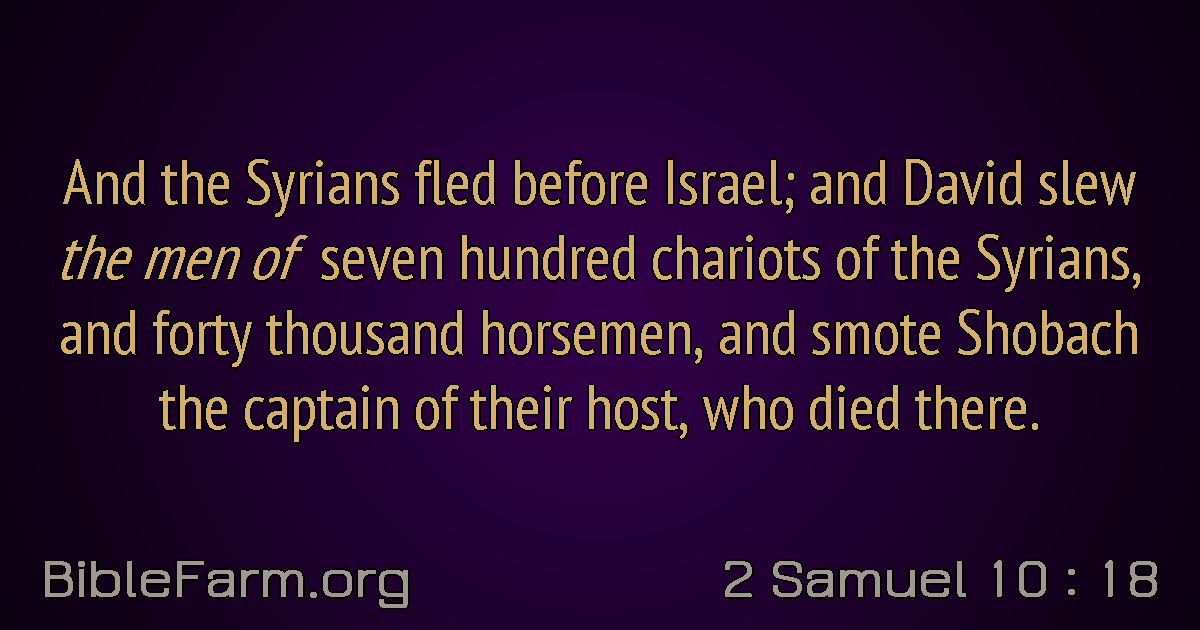 And the Syrians fled before Israel; and David slew
the men of seven hundred chariots of the Syrians,
and forty thousand horsemen, and smote Shobach
the captain of their host, who died there.
BibleFarm.org
2 Samuel 10 : 18